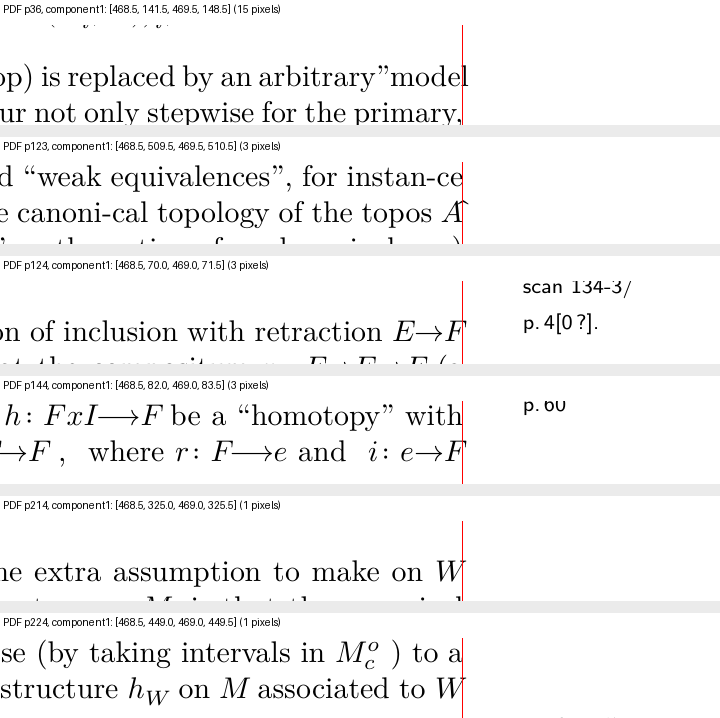 PDF p36, component1: [468.5, 141.5, 469.5, 148.5] (15 pixels)
op) is replaced by an arbitrary”model
ur not only stepwise for the primary,
PDF p123, component1: [468.5, 509.5, 469.5, 510.5] (3 pixels)
d “weak equivalences”, for instan-ce
e canoni-cal topology of the topos Aˆ
PDF p124, component1: [468.5, 70.0, 469.0, 71.5] (3 pixels)
scan 134-3/
p. 4[0 ?].
on of inclusion with retraction E→F
PDF p144, component1: [468.5, 82.0, 469.0, 83.5] (3 pixels)
p. 60
h: FxI⟶F be a “homotopy” with
→F , where r: F⟶e and i: e→F
PDF p214, component1: [468.5, 325.0, 469.0, 325.5] (1 pixels)
ne extra assumption to make on W
PDF p224, component1: [468.5, 449.0, 469.0, 449.5] (1 pixels)
se (by taking intervals in M_c^o ) to a
structure h_W on M associated to W